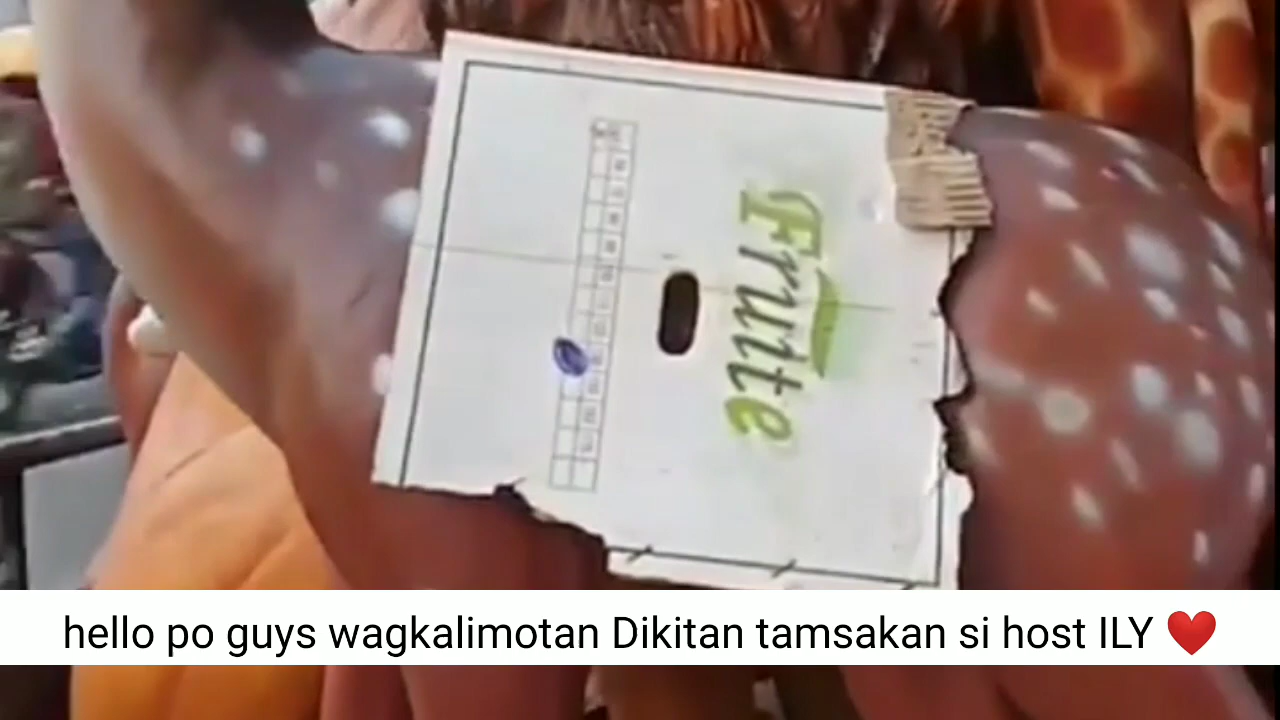 Frutte
hello po guys wagkalimotan Dikitan tamsakan si host ILY ❤️